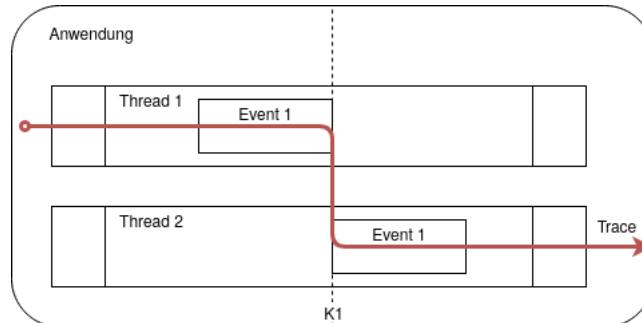 Anwendung
Thread 1
Event 1
Thread 2
Event 1
Trace
K1